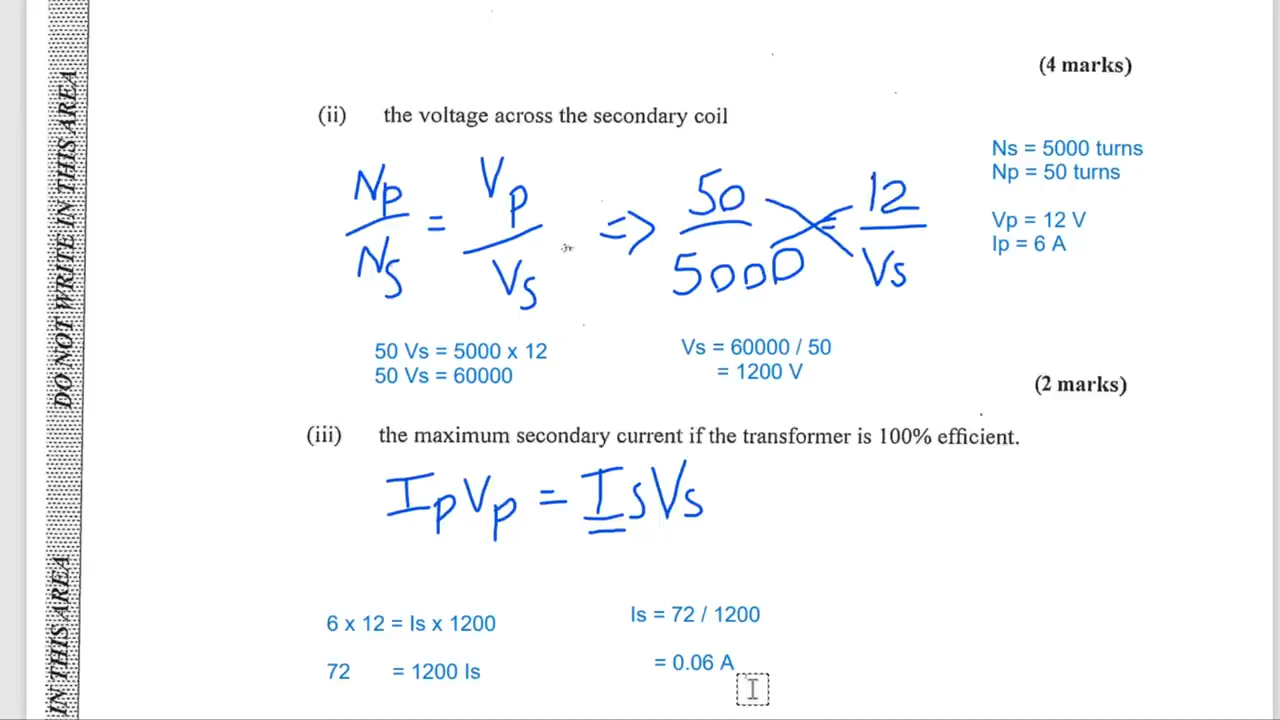 DO NOT WRITE IN THIS AREA
IN THIS AREA
(4 marks)
(ii) the voltage across the secondary coil
Np/Ns = Vp/Vs => 50/5000 = 12/Vs
Ns = 5000 turns
Np = 50 turns
Vp = 12 V
Ip = 6 A
50 Vs = 5000 x 12
50 Vs = 60000
Vs = 60000 / 50
= 1200 V
(2 marks)
(iii) the maximum secondary current if the transformer is 100% efficient.
IpVp = IsVs
6 x 12 = Is x 1200
72 = 1200 Is
Is = 72 / 1200
= 0.06 A